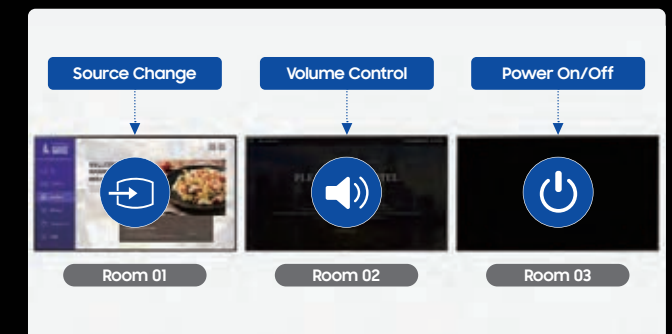 Source Change
Volume Control
Power On/Off
Room 01
Room 02
Room 03